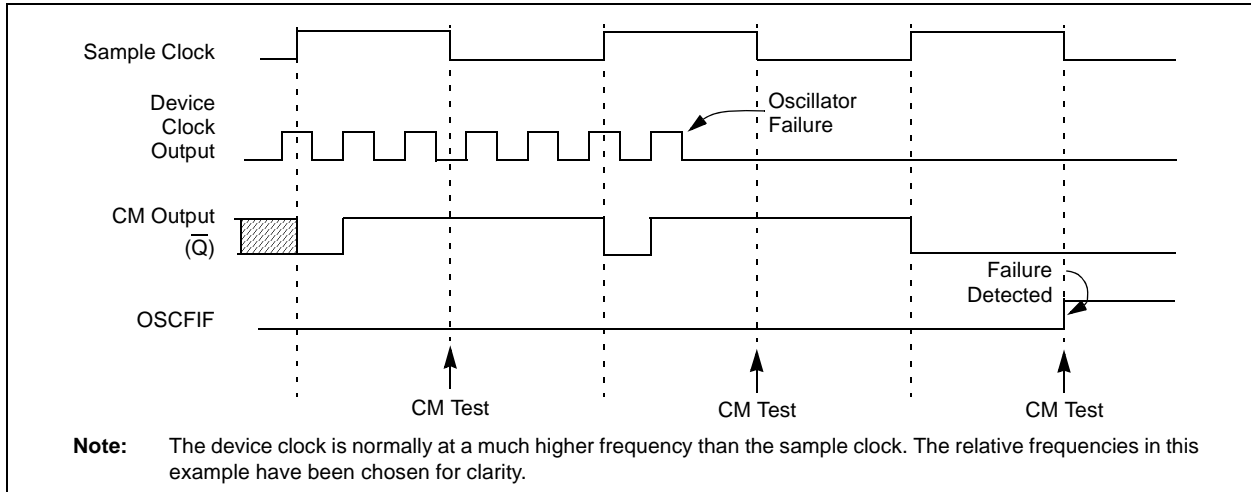 Sample Clock
Device
Clock
Output
Oscillator
Failure
CM Output
(Q̅)
Failure
Detected
OSCFIF
CM Test
CM Test
CM Test
Note: The device clock is normally at a much higher frequency than the sample clock. The relative frequencies in this
example have been chosen for clarity.